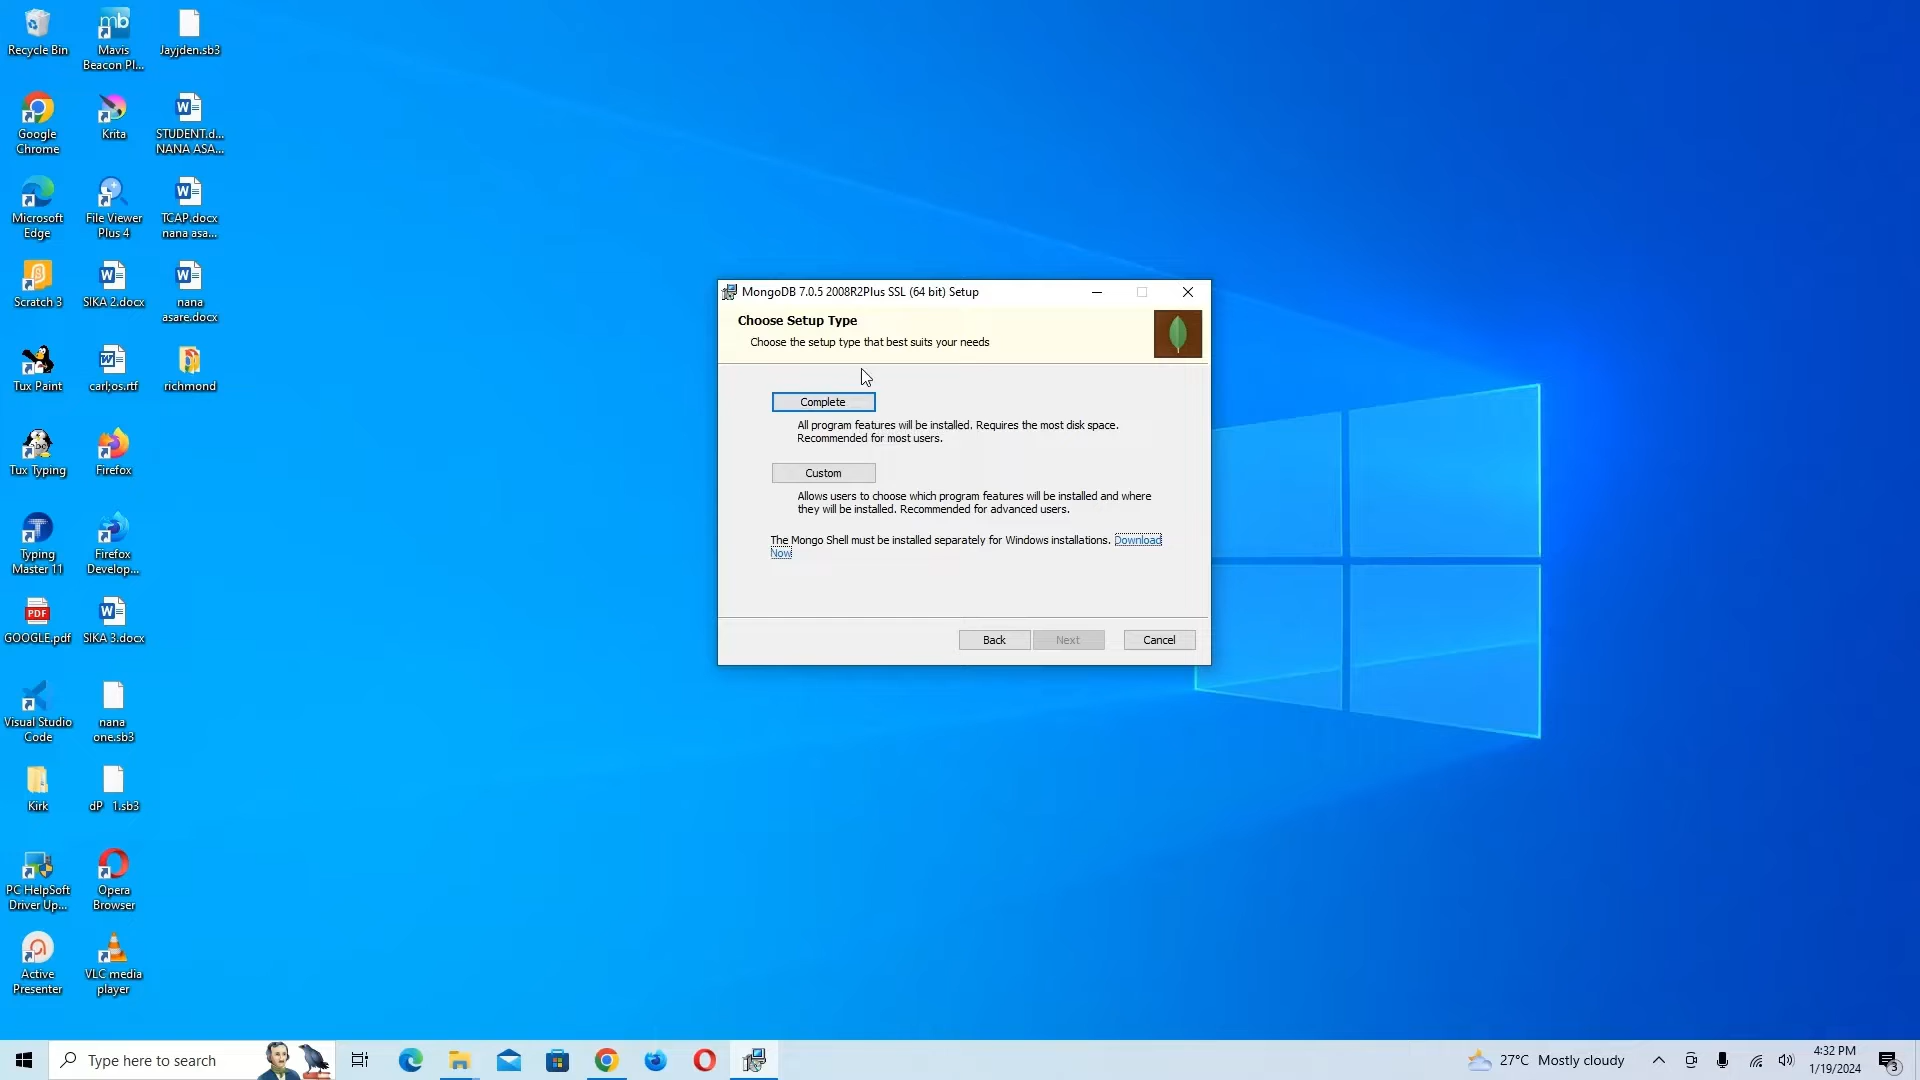 Recycle Bin
Mavis
Beacon Pl...
Jayjden.sb3
Google
Chrome
Krita
STUDENT.d...
NANA ASA...
Microsoft
Edge
File Viewer
Plus 4
TCAP.docx
nana asa...
Scratch 3
SIKA 2.docx
nana
asare.docx
Tux Paint
carl;os.rtf
richmond
Tux Typing
Firefox
Typing
Master 11
Firefox
Develop...
GOOGLE.pdf
SIKA 3.docx
Visual Studio
Code
nana
one.sb3
Kirk
dP 1.sb3
PC HelpSoft
Driver Up...
Opera
Browser
Active
Presenter
VLC media
player
MongoDB 7.0.5 2008R2Plus SSL (64 bit) Setup
Choose Setup Type
Choose the setup type that best suits your needs
Complete
All program features will be installed. Requires the most disk space.
Recommended for most users.
Custom
Allows users to choose which program features will be installed and where
they will be installed. Recommended for advanced users.
The Mongo Shell must be installed separately for Windows installations. Download
Now
Back
Next
Cancel
Type here to search
27°C Mostly cloudy
4:32 PM
1/19/2024
3